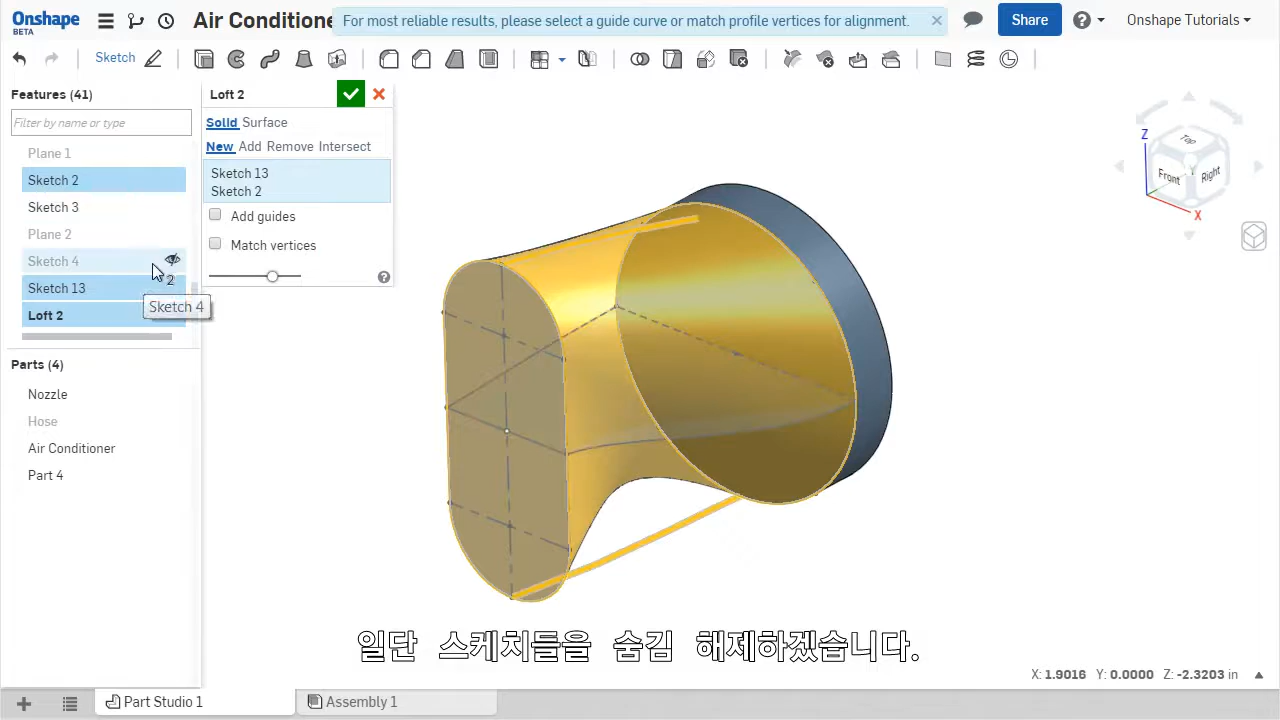 Onshape
BETA
Air Conditione
For most reliable results, please select a guide curve or match profile vertices for alignment.
Share
Onshape Tutorials
Sketch
Features (41)
Filter by name or type
Plane 1
Sketch 2
Sketch 3
Plane 2
Sketch 4
Sketch 13
2
Sketch 4
Loft 2
Parts (4)
Nozzle
Hose
Air Conditioner
Part 4
Loft 2
Solid Surface
New Add Remove Intersect
Sketch 13
Sketch 2
Add guides
Match vertices
Z
Top
Front
Right
Y
X
일단 스케치들을 숨김 해제하겠습니다.
X: 1.9016 Y: 0.0000 Z: -2.3203 in
Part Studio 1
Assembly 1